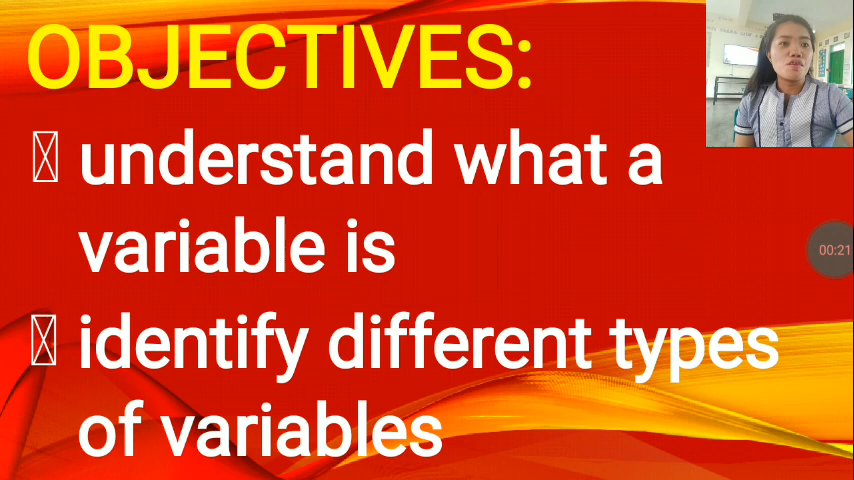 OBJECTIVES:
understand what a
variable is
00:21
identify different types
of variables